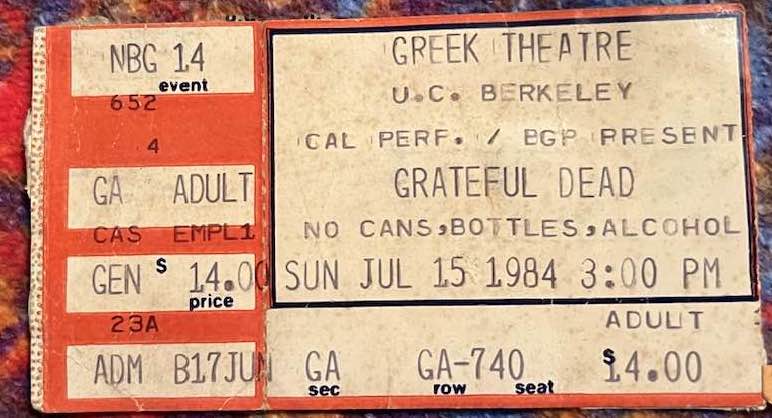 NBG 14
event
652
4
GA ADULT
CAS EMPL1
GEN $ 14.00
price
23A
ADM B17JUN
GREEK THEATRE
U.C. BERKELEY
CAL PERF. / BGP PRESENT
GRATEFUL DEAD
NO CANS,BOTTLES,ALCOHOL
SUN JUL 15 1984 3:00 PM
ADULT
GA GA-740 $14.00
sec row seat